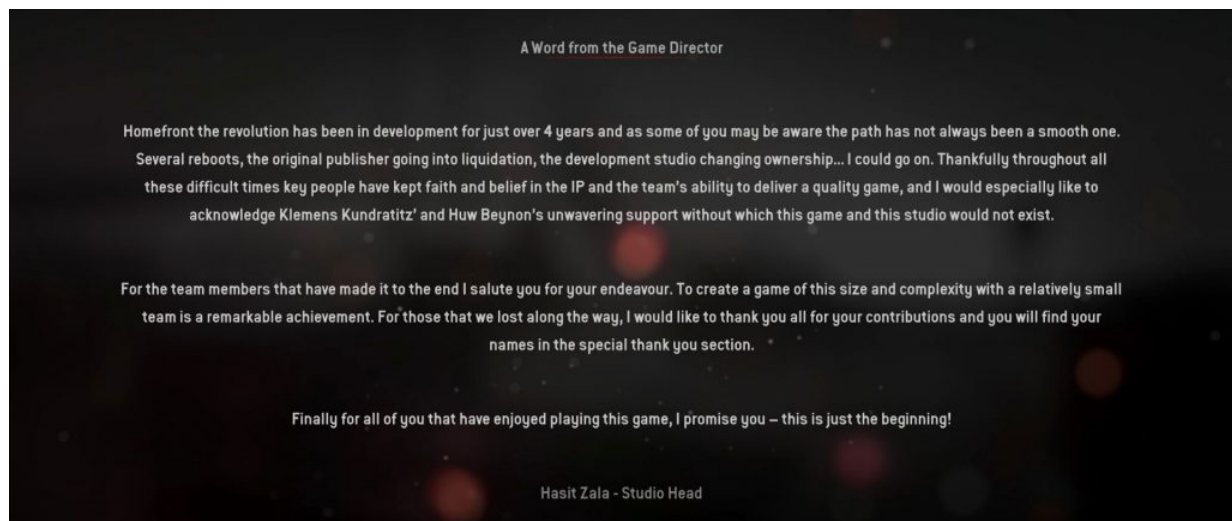 A Word from the Game Director
Homefront the revolution has been in development for just over 4 years and as some of you may be aware the path has not always been a smooth one.
Several reboots, the original publisher going into liquidation, the development studio changing ownership... I could go on. Thankfully throughout all
these difficult times key people have kept faith and belief in the IP and the team's ability to deliver a quality game, and I would especially like to
acknowledge Klemens Kundratitz' and Huw Beynon's unwavering support without which this game and this studio would not exist.
For the team members that have made it to the end I salute you for your endeavour. To create a game of this size and complexity with a relatively small
team is a remarkable achievement. For those that we lost along the way, I would like to thank you all for your contributions and you will find your
names in the special thank you section.
Finally for all of you that have enjoyed playing this game, I promise you – this is just the beginning!
Hasit Zala - Studio Head